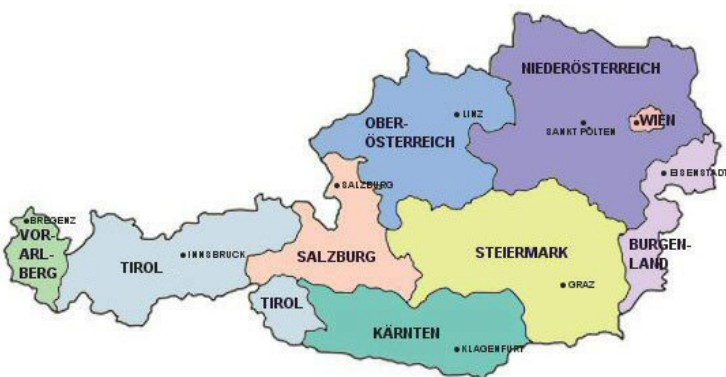 NIEDERÖSTERREICH
LINZ
OBER-
ÖSTERREICH
WIEN
SANKT PÖLTEN
EISENSTADT
SALZBURG
BREGENZ
VOR-
ARL-
BERG
TIROL
INNSBRUCK
SALZBURG
STEIERMARK
BURGEN-
LAND
GRAZ
TIROL
KÄRNTEN
KLAGENFURT